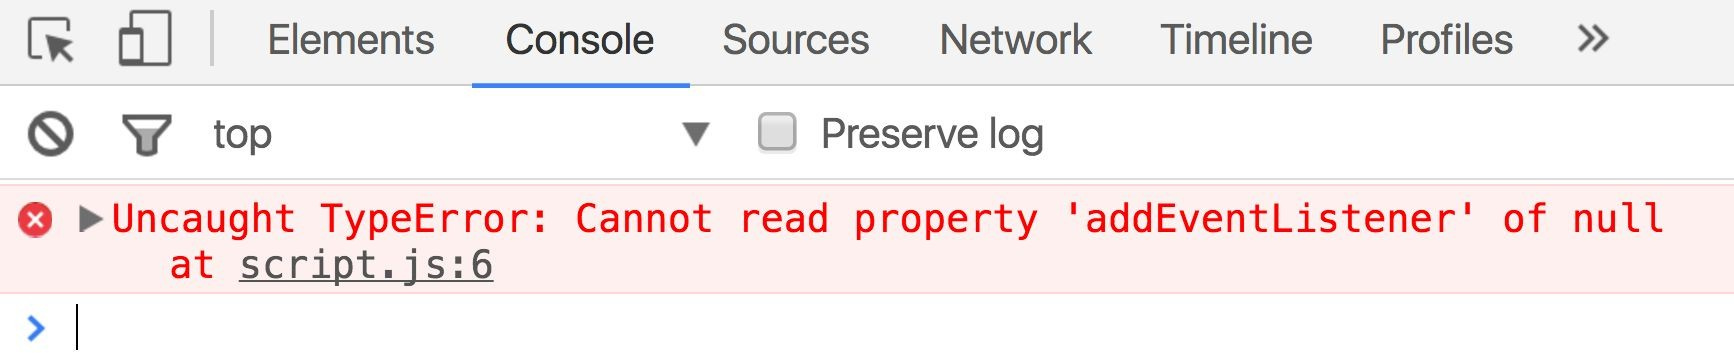 Elements Console Sources Network Timeline Profiles »
top ▼ Preserve log
▶Uncaught TypeError: Cannot read property 'addEventListener' of null
at script.js:6
>